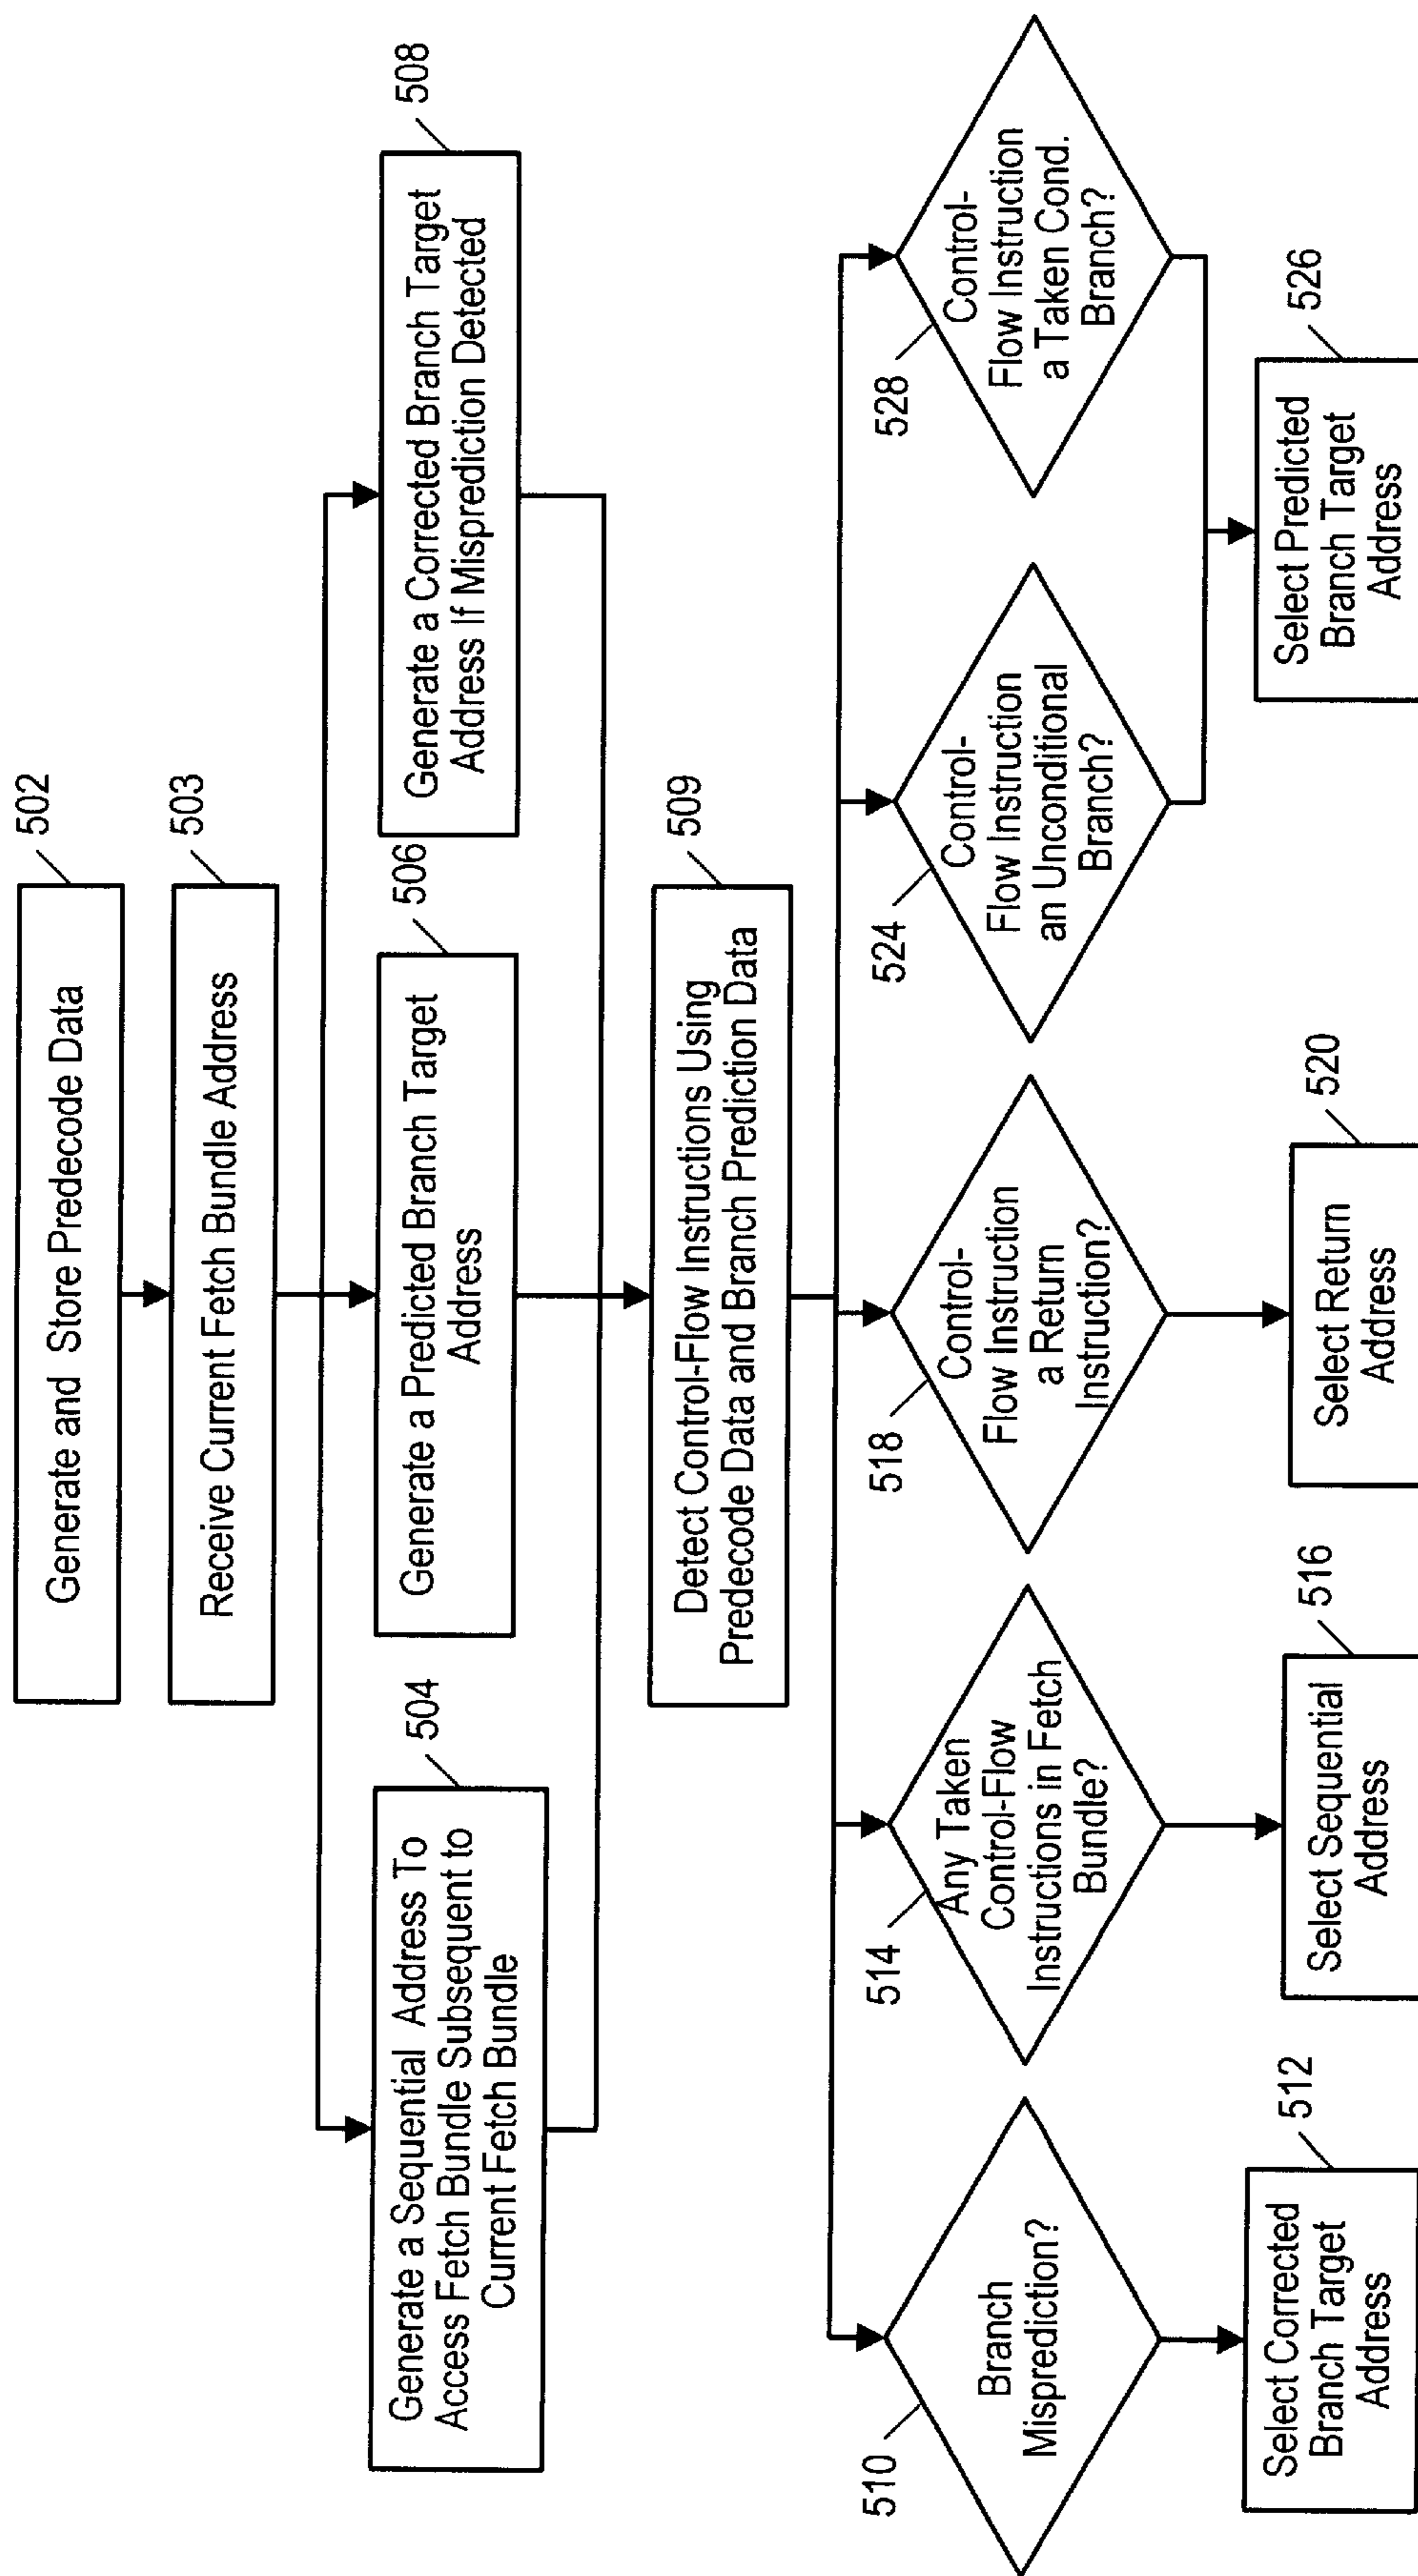 502
Generate and Store Predecode Data
503
Receive Current Fetch Bundle Address
504
Generate a Sequential Address To
Access Fetch Bundle Subsequent to
Current Fetch Bundle
506
Generate a Predicted Branch Target
Address
508
Generate a Corrected Branch Target
Address If Misprediction Detected
509
Detect Control-Flow Instructions Using
Predecode Data and Branch Prediction Data
510
Branch
Misprediction?
514
Any Taken
Control-Flow
Instructions in Fetch
Bundle?
518
Control-
Flow Instruction
a Return
Instruction?
524
Control-
Flow Instruction
an Unconditional
Branch?
528
Control-
Flow Instruction
a Taken Cond.
Branch?
512
Select Corrected
Branch Target
Address
516
Select Sequential
Address
520
Select Return
Address
526
Select Predicted
Branch Target
Address